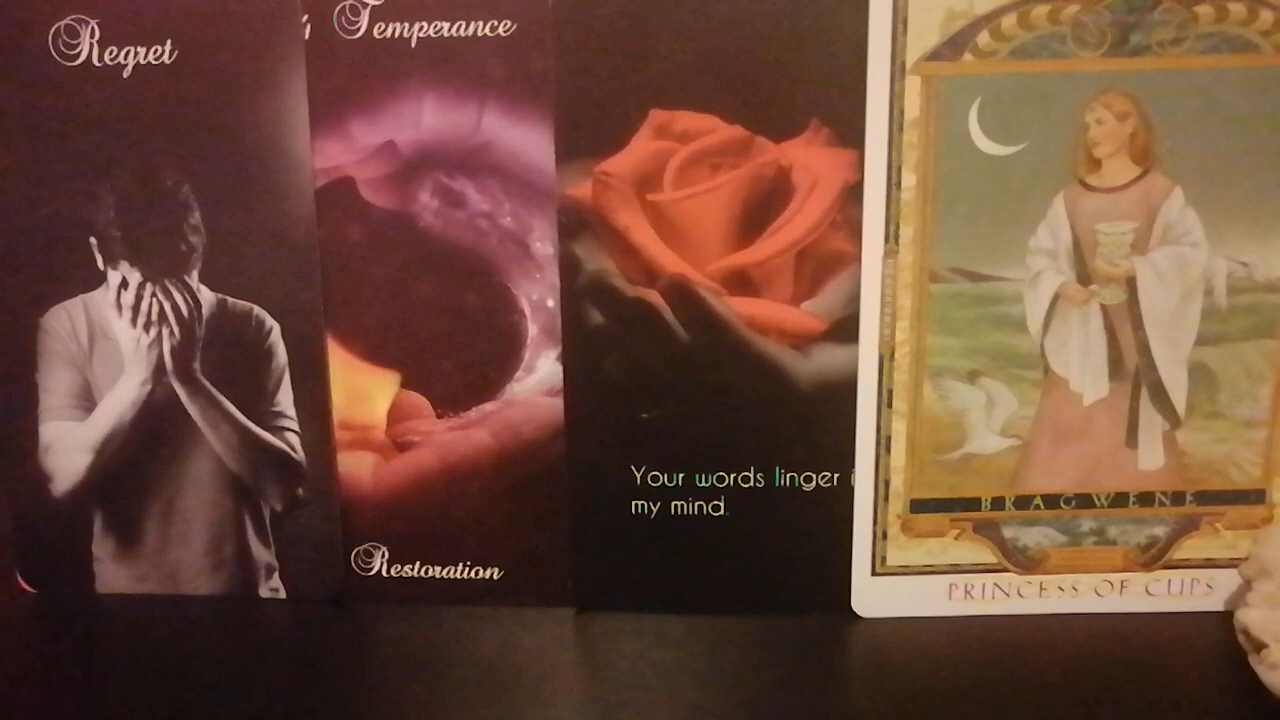 Regret
Temperance
Restoration
Your words linger
my mind.
BRAGWENE
PRINCESS OF CUPS